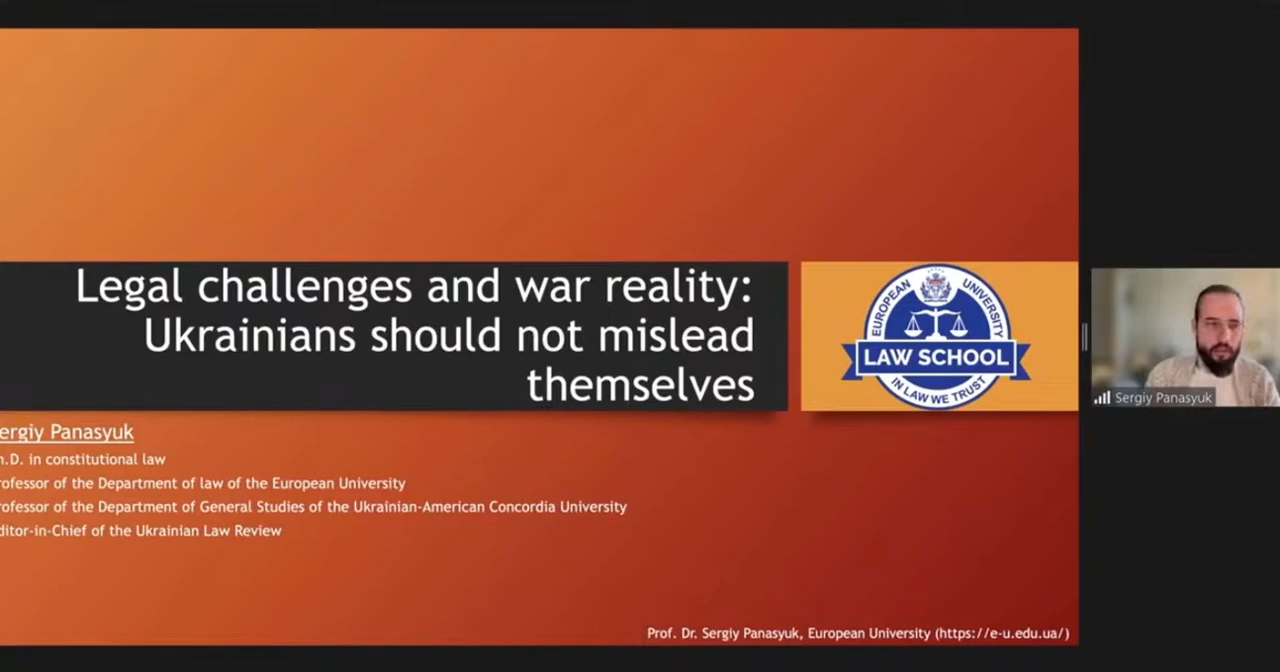 Legal challenges and war reality:
Ukrainians should not mislead
themselves
EUROPEAN UNIVERSITY
LAW SCHOOL
IN LAW WE TRUST
ergiy Panasyuk
h.D. in constitutional law
rofessor of the Department of law of the European University
rofessor of the Department of General Studies of the Ukrainian-American Concordia University
ditor-in-Chief of the Ukrainian Law Review
Prof. Dr. Sergiy Panasyuk, European University (https://e-u.edu.ua/)
Sergiy Panasyuk